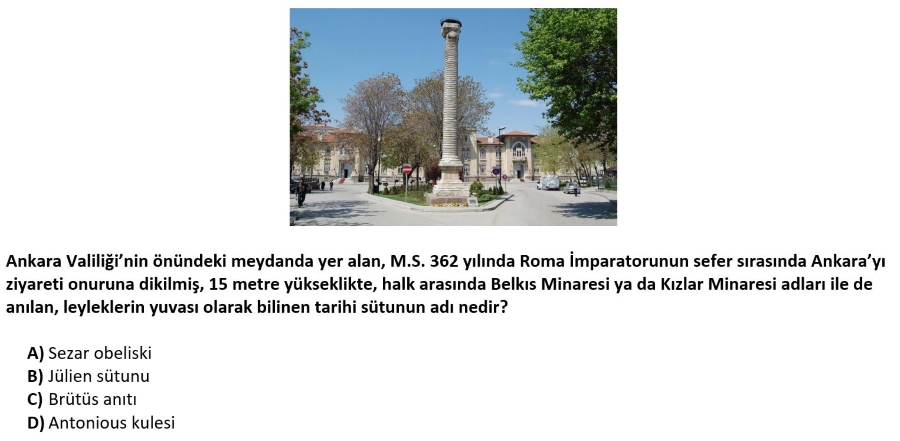 Ankara Valiliği’nin önündeki meydanda yer alan, M.S. 362 yılında Roma İmparatorunun sefer sırasında Ankara’yı
ziyareti onuruna dikilmiş, 15 metre yükseklikte, halk arasında Belkıs Minaresi ya da Kızlar Minaresi adları ile de
anılan, leyleklerin yuvası olarak bilinen tarihi sütunun adı nedir?
A) Sezar obeliski
B) Jülien sütunu
C) Brütüs anıtı
D) Antonious kulesi